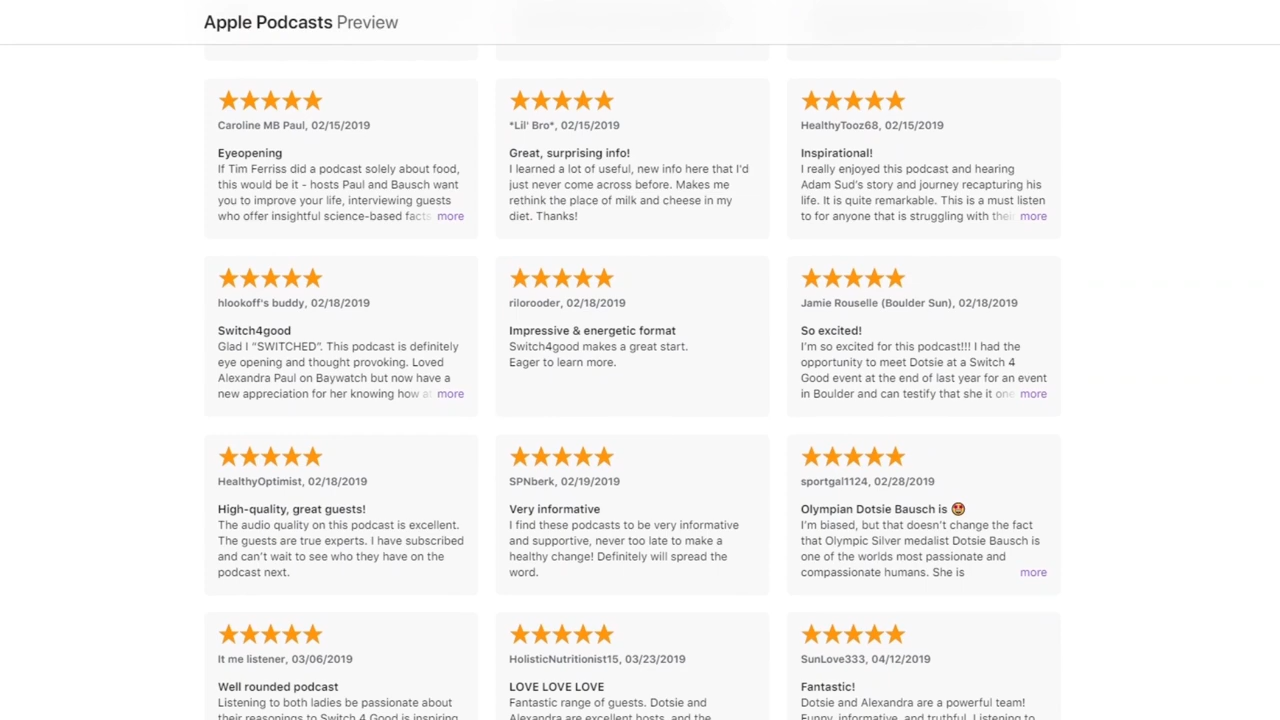 Apple Podcasts Preview
Caroline MB Paul, 02/15/2019
Eyeopening
If Tim Ferriss did a podcast solely about food,
this would be it - hosts Paul and Bausch want
you to improve your life, interviewing guests
who offer insightful science-based facts more
*Lil' Bro*, 02/15/2019
Great, surprising info!
I learned a lot of useful, new info here that I'd
just never come across before. Makes me
rethink the place of milk and cheese in my
diet. Thanks!
HealthyTooz68, 02/15/2019
Inspirational!
I really enjoyed this podcast and hearing
Adam Sud's story and journey recapturing his
life. It is quite remarkable. This is a must listen
to for anyone that is struggling with their more
hlookoff's buddy, 02/18/2019
Switch4good
Glad I “SWITCHED”. This podcast is definitely
eye opening and thought provoking. Loved
Alexandra Paul on Baywatch but now have a
new appreciation for her knowing how more
rilorooder, 02/18/2019
Impressive & energetic format
Switch4good makes a great start.
Eager to learn more.
Jamie Rouselle (Boulder Sun), 02/18/2019
So excited!
I'm so excited for this podcast!!! I had the
opportunity to meet Dotsie at a Switch 4
Good event at the end of last year for an event
in Boulder and can testify that she it one more
HealthyOptimist, 02/18/2019
High-quality, great guests!
The audio quality on this podcast is excellent.
The guests are true experts. I have subscribed
and can't wait to see who they have on the
podcast next.
SPNberk, 02/19/2019
Very informative
I find these podcasts to be very informative
and supportive, never too late to make a
healthy change! Definitely will spread the
word.
sportgal1124, 02/28/2019
Olympian Dotsie Bausch is 🤩
I'm biased, but that doesn't change the fact
that Olympic Silver medalist Dotsie Bausch is
one of the worlds most passionate and
compassionate humans. She is more
It me listener, 03/06/2019
Well rounded podcast
Listening to both ladies be passionate about
their reasonings to Switch 4 Good is inspiring
HolisticNutritionist15, 03/23/2019
LOVE LOVE LOVE
Fantastic range of guests. Dotsie and
Alexandra are excellent hosts, and the
SunLove333, 04/12/2019
Fantastic!
Dotsie and Alexandra are a powerful team!
Funny, informative, and truthful. Listening to